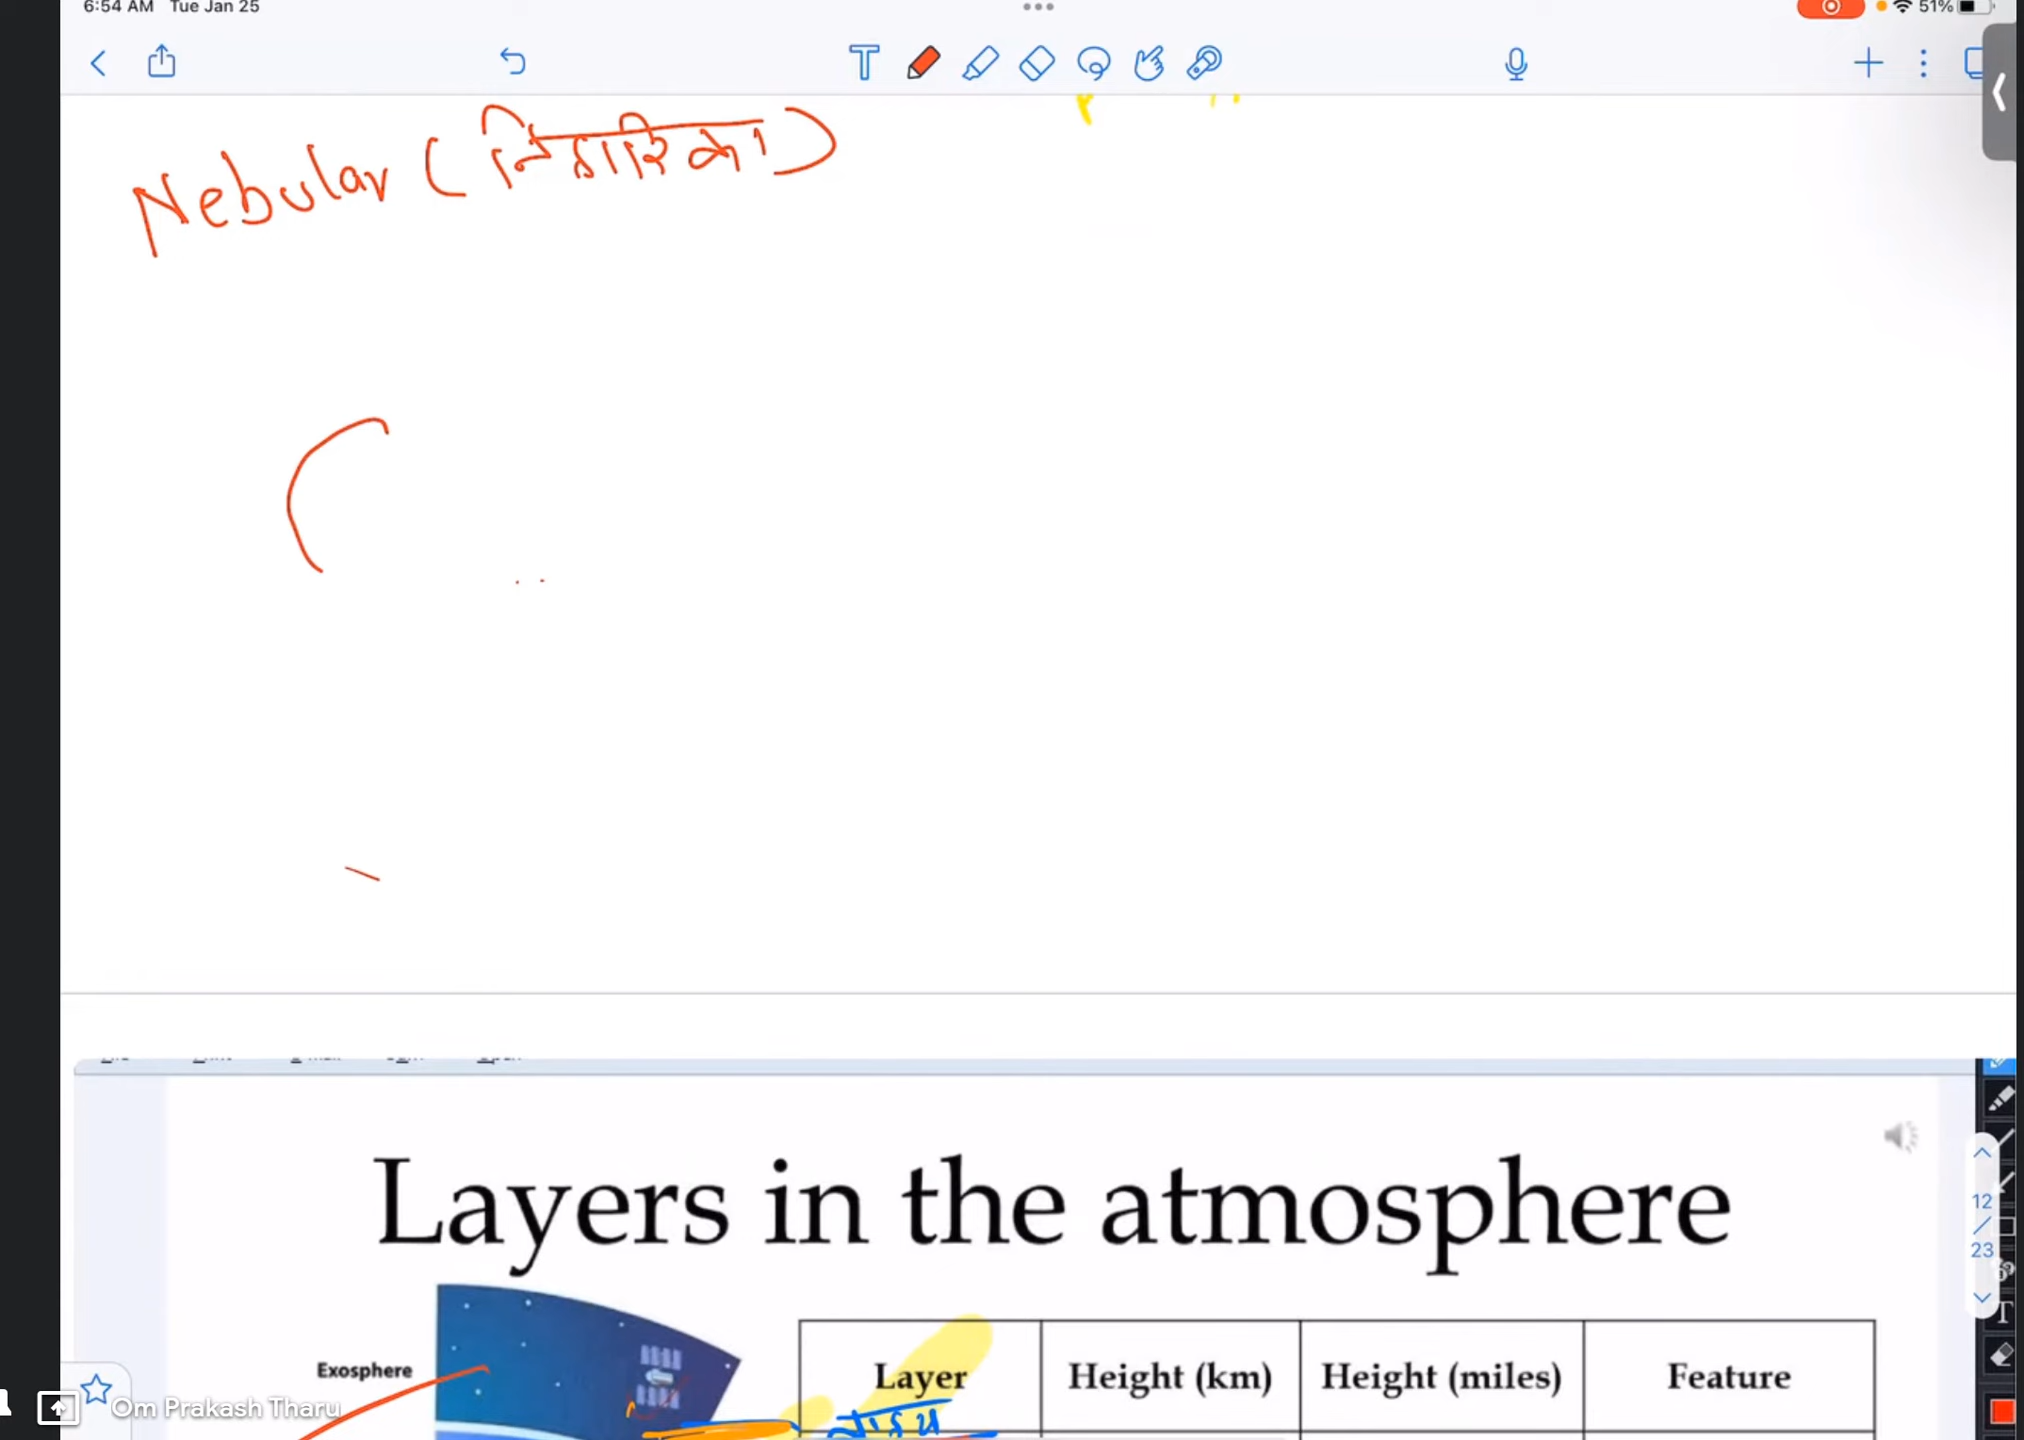 6:54 AM Tue Jan 25
51%
Nebular (निहारिका)
Layers in the atmosphere
12
23
Exosphere
Layer Height (km) Height (miles) Feature
Om Prakash Tharu